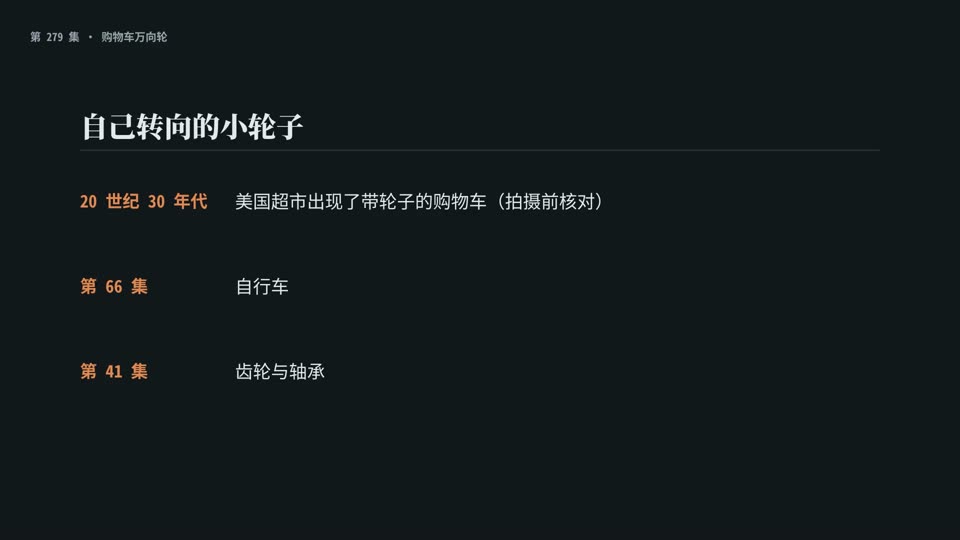 第 279 集 · 购物车万向轮
自己转向的小轮子
20 世纪 30 年代 美国超市出现了带轮子的购物车（拍摄前核对）
第 66 集 自行车
第 41 集 齿轮与轴承